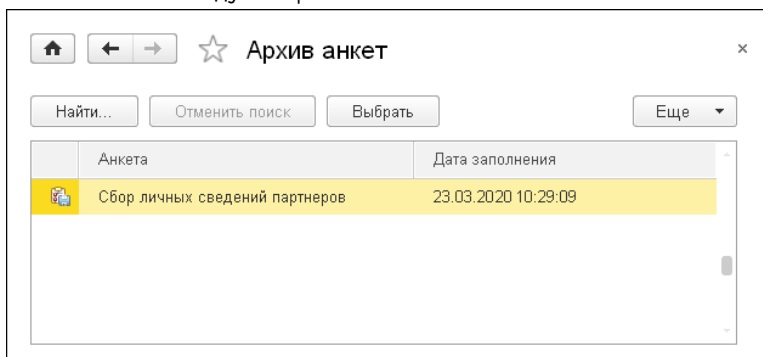 Архив анкет
Найти... Отменить поиск Выбрать Еще
Анкета Дата заполнения
Сбор личных сведений партнеров 23.03.2020 10:29:09